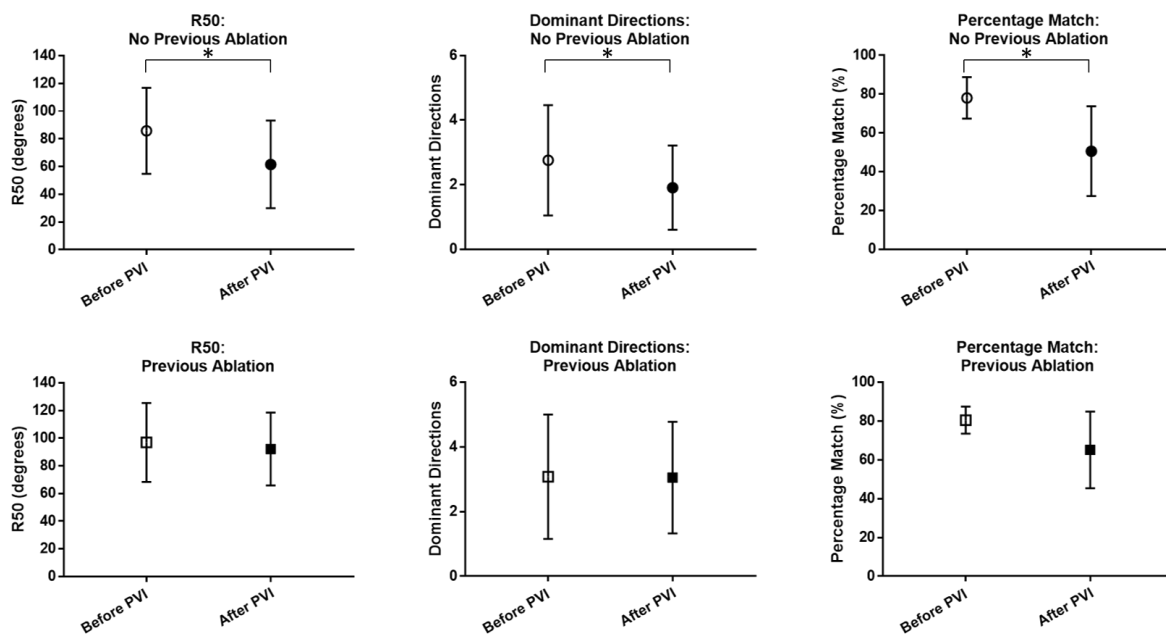 R50:
No Previous Ablation
*
R50 (degrees)
140
120
100
80
60
40
20
0
Before PVI
After PVI
Dominant Directions:
No Previous Ablation
*
Dominant Directions
6
4
2
0
Before PVI
After PVI
Percentage Match:
No Previous Ablation
*
Percentage Match (%)
100
80
60
40
20
0
Before PVI
After PVI
R50:
Previous Ablation
R50 (degrees)
140
120
100
80
60
40
20
0
Before PVI
After PVI
Dominant Directions:
Previous Ablation
Dominant Directions
6
4
2
0
Before PVI
After PVI
Percentage Match:
Previous Ablation
Percentage Match (%)
100
80
60
40
20
0
Before PVI
After PVI